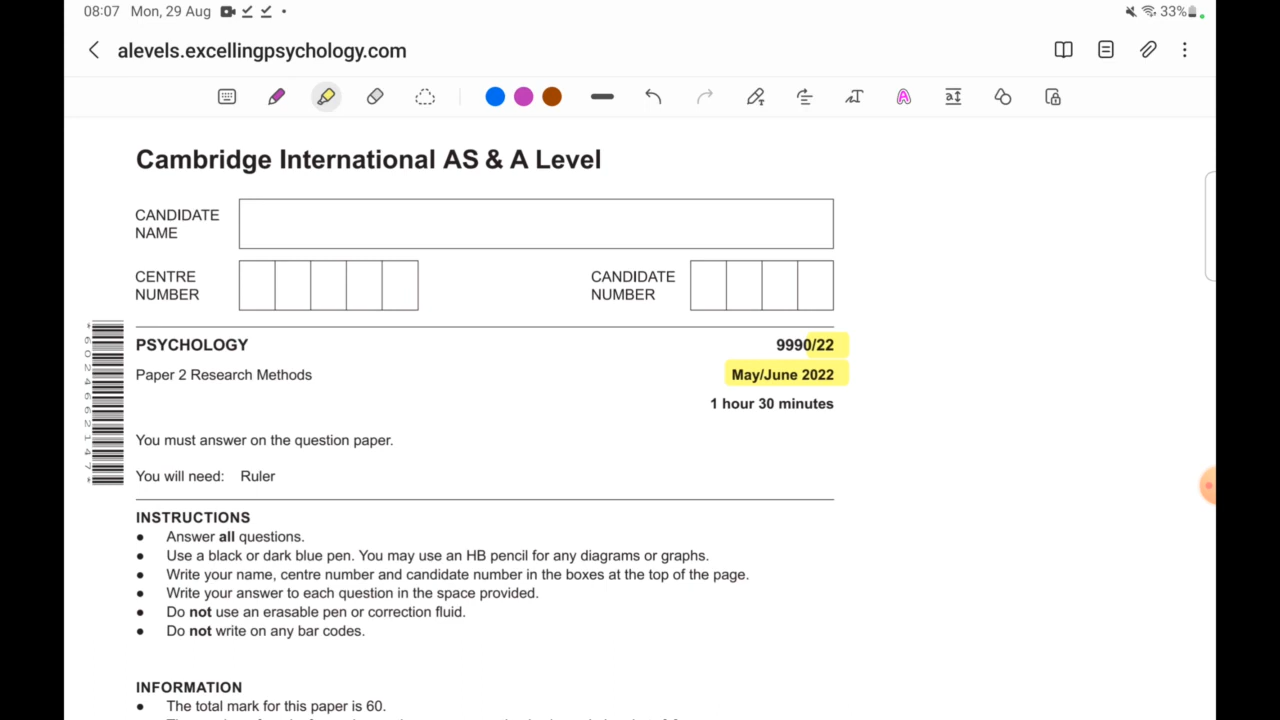 08:07 Mon, 29 Aug
33%
alevels.excellingpsychology.com
Cambridge International AS & A Level
CANDIDATE
NAME
CENTRE
NUMBER
CANDIDATE
NUMBER
PSYCHOLOGY 9990/22
Paper 2 Research Methods May/June 2022
1 hour 30 minutes
You must answer on the question paper.
You will need: Ruler
INSTRUCTIONS
● Answer all questions.
● Use a black or dark blue pen. You may use an HB pencil for any diagrams or graphs.
● Write your name, centre number and candidate number in the boxes at the top of the page.
● Write your answer to each question in the space provided.
● Do not use an erasable pen or correction fluid.
● Do not write on any bar codes.
INFORMATION
● The total mark for this paper is 60.
*6024662147*